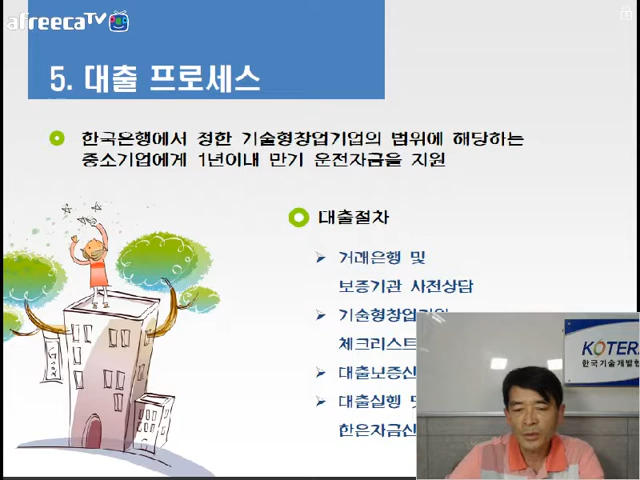 afreecaTV
5. 대출 프로세스
한국은행에서 정한 기술형창업기업의 범위에 해당하는
중소기업에게 1년이내 만기 운전자금을 지원
대출절차
거래은행 및
보증기관 사전상담
기술형창업기업
체크리스트
대출보증신
대출실행 및
한은자금신
KOTER
한국기술개발협